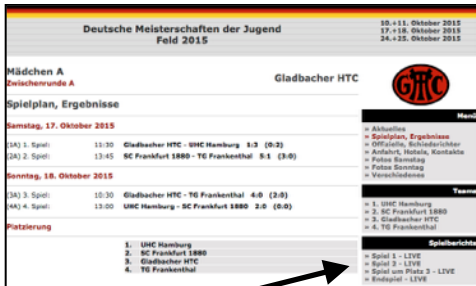 Deutsche Meisterschaften der Jugend
Feld 2015
10.+11. Oktober 2015
17.+18. Oktober 2015
24.+25. Oktober 2015
Mädchen A
Zwischenrunde A
Gladbacher HTC
Spielplan, Ergebnisse
Samstag, 17. Oktober 2015
(1A) 1. Spiel: 11:30 Gladbacher HTC - UHC Hamburg 1:3 (0:2)
(2A) 2. Spiel: 13:45 SC Frankfurt 1880 - TG Frankenthal 5:1 (3:0)
Sonntag, 18. Oktober 2015
(3A) 3. Spiel: 10:30 Gladbacher HTC - TG Frankenthal 4:0 (2:0)
(4A) 4. Spiel: 13:00 UHC Hamburg - SC Frankfurt 1880 2:0 (0:0)
Platzierung
1. UHC Hamburg
2. SC Frankfurt 1880
3. Gladbacher HTC
4. TG Frankenthal
GHTC
Menü
» Aktuelles
» Spielplan, Ergebnisse
» Offizielle, Schiedsrichter
» Anfahrt, Hotels, Kontakte
» Fotos Samstag
» Fotos Sonntag
» Verschiedenes
Teams
» 1. UHC Hamburg
» 2. SC Frankfurt 1880
» 3. Gladbacher HTC
» 4. TG Frankenthal
Spielberichte
» Spiel 1 - LIVE
» Spiel 2 - LIVE
» Spiel um Platz 3 - LIVE
» Endspiel - LIVE